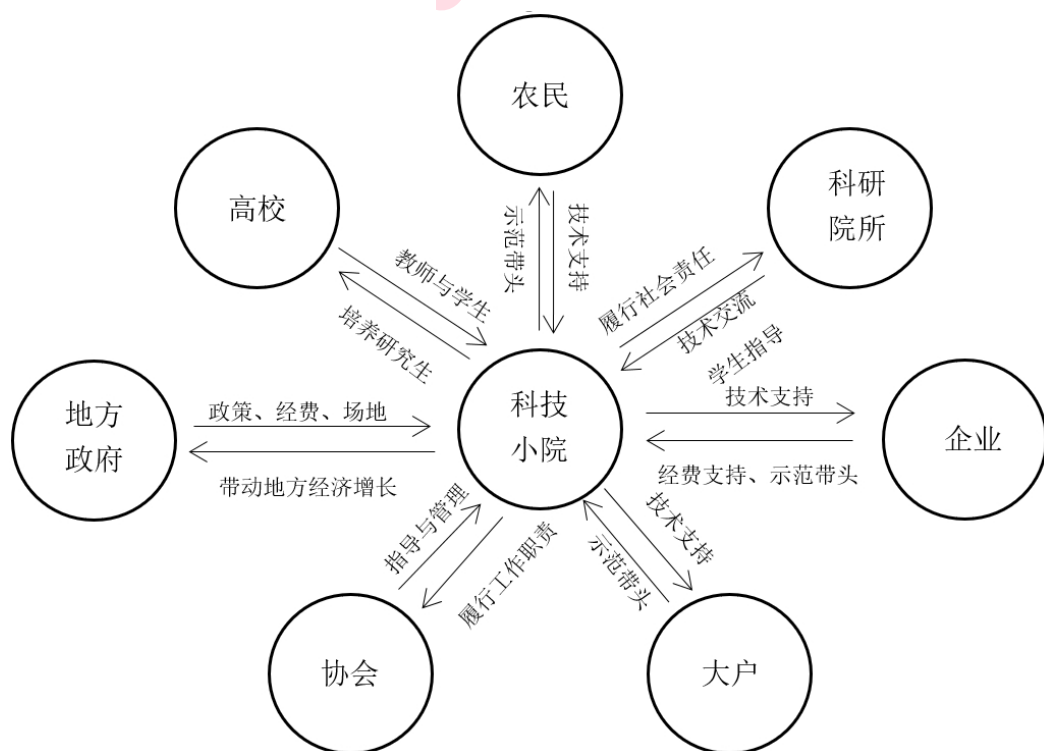 农民
高校
科研
院所
示范带头
技术支持
教师与学生
培养研究生
履行社会责任
技术交流
学生指导
地方
政府
政策、经费、场地
带动地方经济增长
科技
小院
技术支持
经费支持、示范带头
企业
指导与管理
履行工作职责
技术支持
示范带头
协会
大户